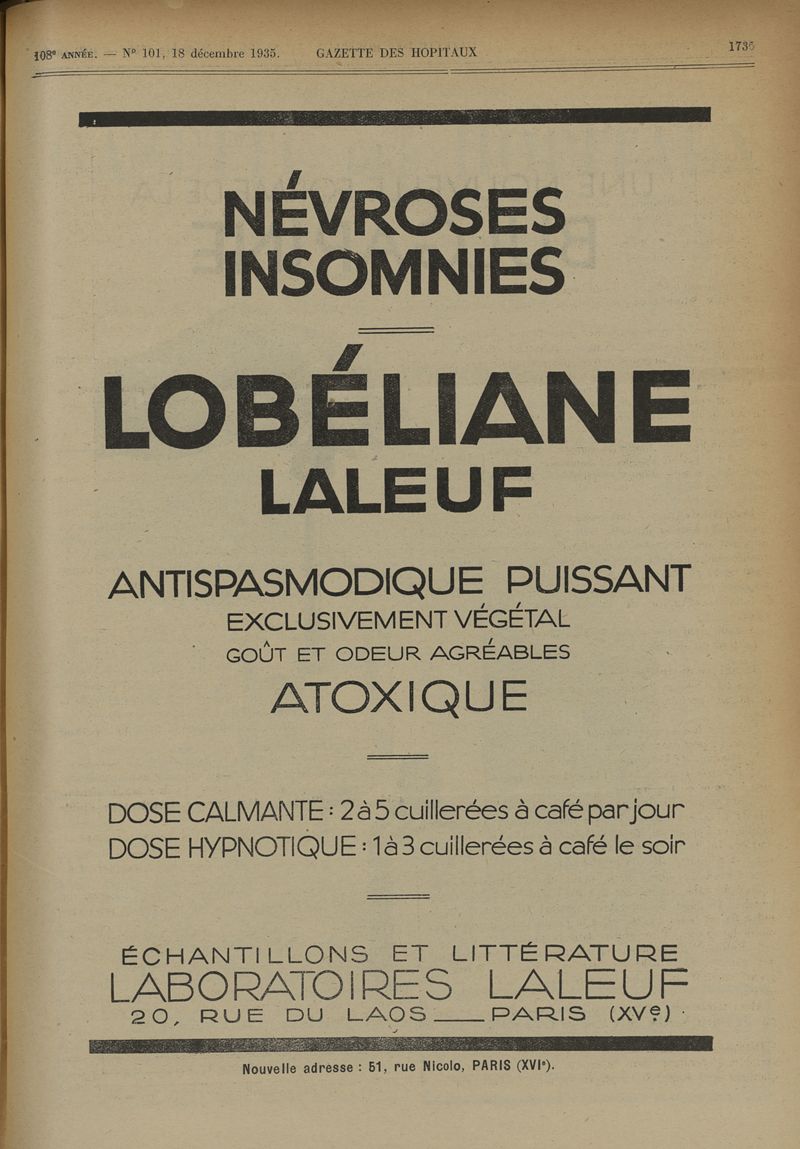 108e ANNÉE. — No 101, 18 décembre 1935. GAZETTE DES HOPITAUX
NÉVROSES
INSOMNIES
LOBÉLIANE
LALEUF
ANTISPASMODIQUE PUISSANT
EXCLUSIVEMENT VÉGÉTAL
GOÛT ET ODEUR AGRÉABLES
ATOXIQUE
DOSE CALMANTE : 2 à 5 cuillerées à café par jour
DOSE HYPNOTIQUE : 1 à 3 cuillerées à café le soir
ÉCHANTILLONS ET LITTÉRATURE
LABORATOIRES LALEUF
20, RUE DU LAOS ___ PARIS (XVe)
Nouvelle adresse : 51, rue Nicolo, PARIS (XVIe).